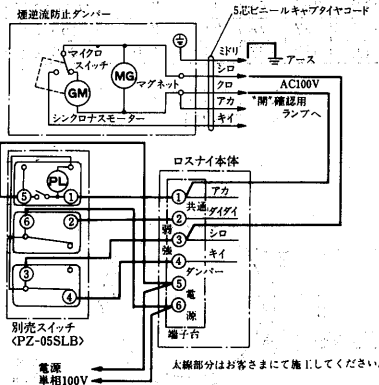 煙逆流防止ダンパー
5芯ビニールキャブタイヤコード
ミドリ
アース
マイクロ
スイッチ
シロ
MG
マグネット
クロ
AC100V
GM
アカ
"開"確認用
ランプへ
シンクロナスモーター
キイ
ロスナイ本体
PL
5
1
1
アカ
共通
6
2
2
ダイダイ
弱
3
シロ
強
3
4
キイ
ダンパー
4
5
電
6
源
別売スイッチ
〈PZ-05SLB〉
端子台
電源
単相100V
太線部分はお客さまにて施工してください。